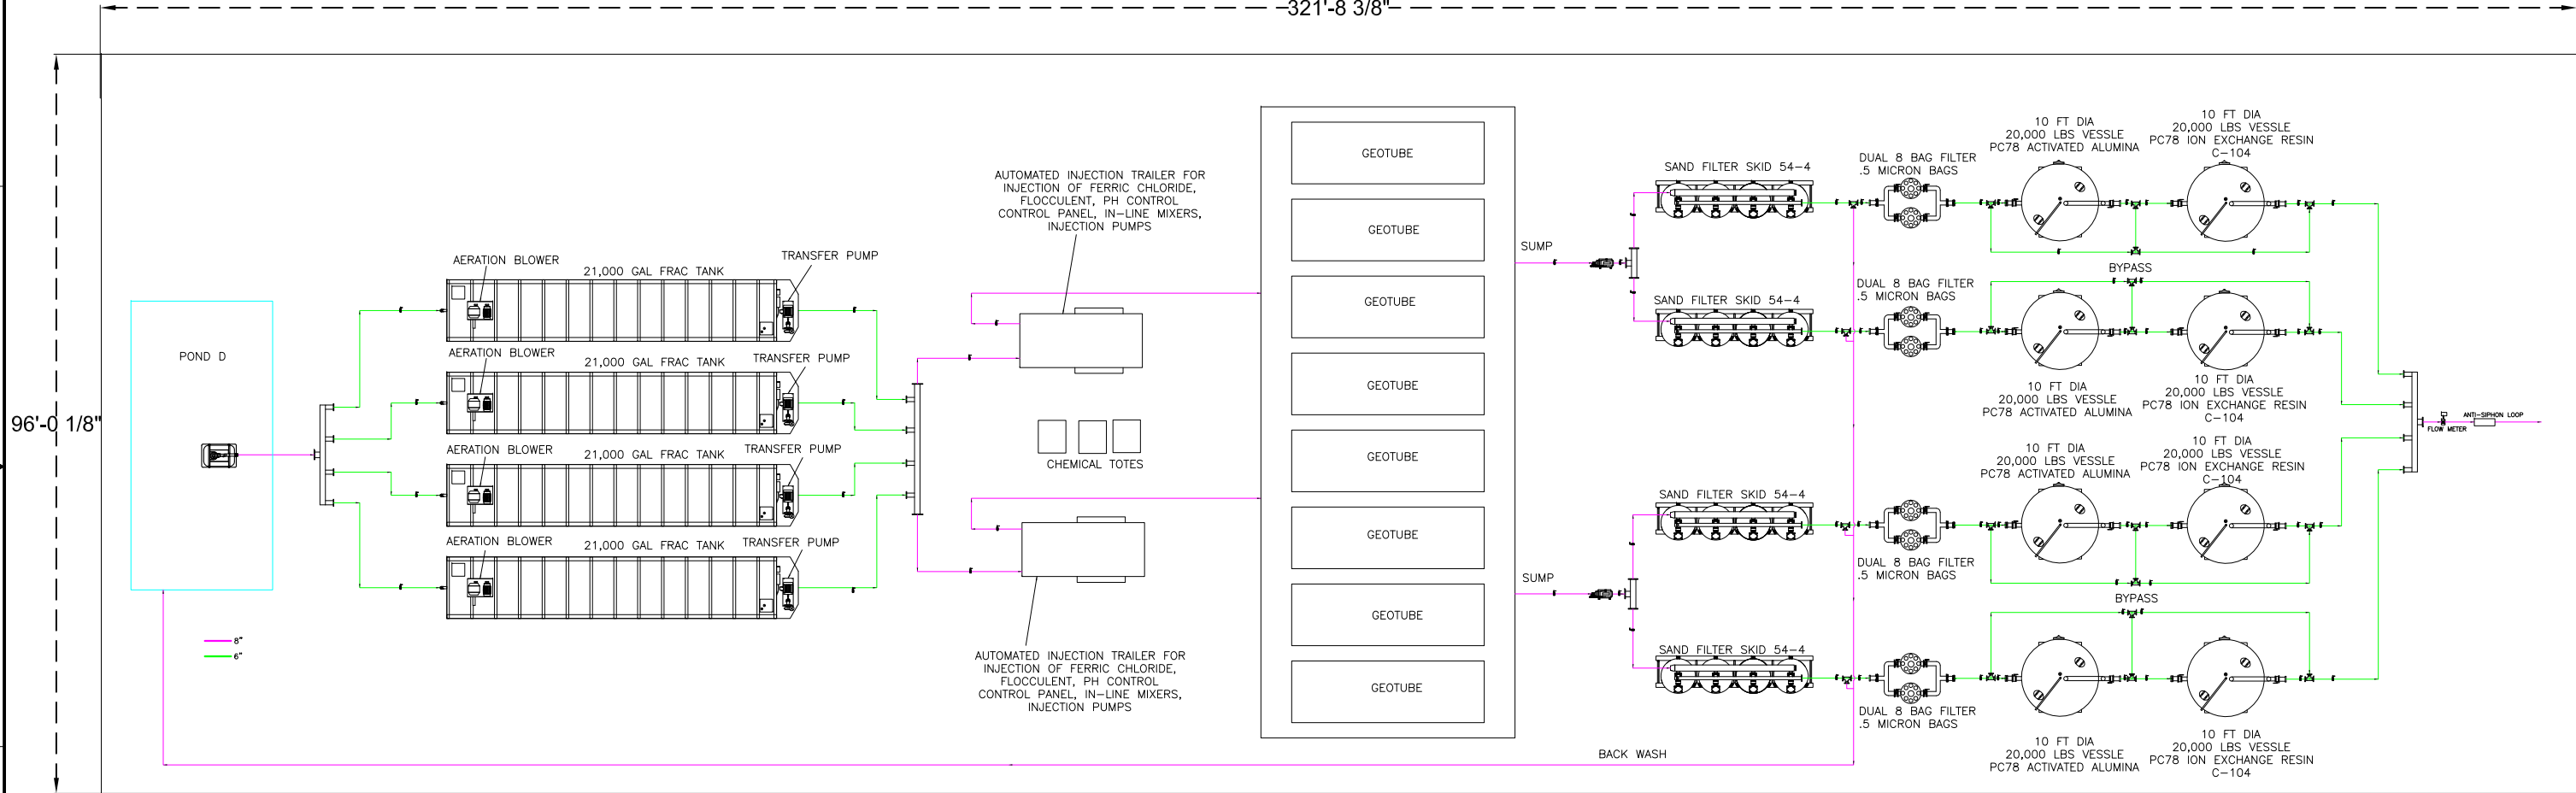 321'-8 3/8"
96'-0 1/8"
POND D
8"
6"
AERATION BLOWER
21,000 GAL FRAC TANK
TRANSFER PUMP
AERATION BLOWER
21,000 GAL FRAC TANK
TRANSFER PUMP
AERATION BLOWER
21,000 GAL FRAC TANK
TRANSFER PUMP
AERATION BLOWER
21,000 GAL FRAC TANK
TRANSFER PUMP
AUTOMATED INJECTION TRAILER FOR
INJECTION OF FERRIC CHLORIDE,
FLOCCULENT, PH CONTROL
CONTROL PANEL, IN-LINE MIXERS,
INJECTION PUMPS
CHEMICAL TOTES
AUTOMATED INJECTION TRAILER FOR
INJECTION OF FERRIC CHLORIDE,
FLOCCULENT, PH CONTROL
CONTROL PANEL, IN-LINE MIXERS,
INJECTION PUMPS
GEOTUBE
GEOTUBE
GEOTUBE
GEOTUBE
GEOTUBE
GEOTUBE
GEOTUBE
GEOTUBE
SUMP
SUMP
SAND FILTER SKID 54-4
DUAL 8 BAG FILTER
.5 MICRON BAGS
10 FT DIA
20,000 LBS VESSLE
PC78 ACTIVATED ALUMINA
10 FT DIA
20,000 LBS VESSLE
PC78 ION EXCHANGE RESIN
C-104
BYPASS
SAND FILTER SKID 54-4
DUAL 8 BAG FILTER
.5 MICRON BAGS
10 FT DIA
20,000 LBS VESSLE
PC78 ACTIVATED ALUMINA
10 FT DIA
20,000 LBS VESSLE
PC78 ION EXCHANGE RESIN
C-104
SAND FILTER SKID 54-4
DUAL 8 BAG FILTER
.5 MICRON BAGS
10 FT DIA
20,000 LBS VESSLE
PC78 ACTIVATED ALUMINA
10 FT DIA
20,000 LBS VESSLE
PC78 ION EXCHANGE RESIN
C-104
BYPASS
SAND FILTER SKID 54-4
DUAL 8 BAG FILTER
.5 MICRON BAGS
10 FT DIA
20,000 LBS VESSLE
PC78 ACTIVATED ALUMINA
10 FT DIA
20,000 LBS VESSLE
PC78 ION EXCHANGE RESIN
C-104
FLOW METER
ANTI-SIPHON LOOP
BACK WASH